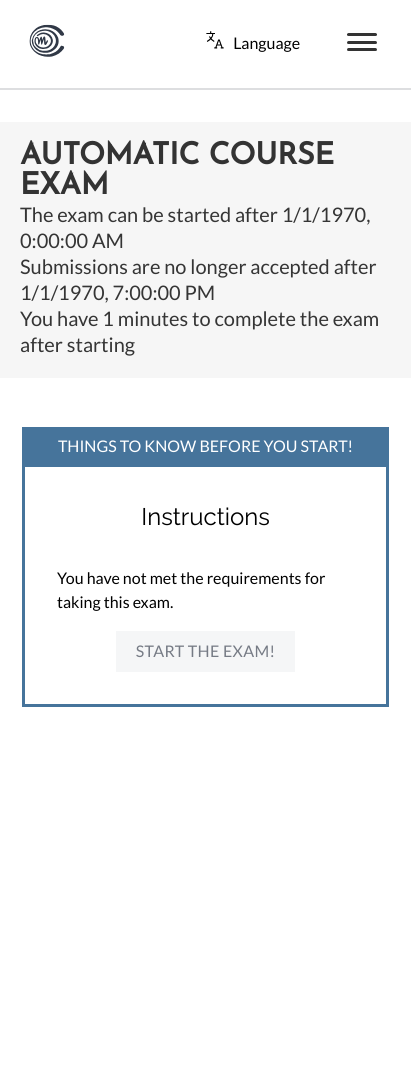 Language
AUTOMATIC COURSE
EXAM
The exam can be started after 1/1/1970,
0:00:00 AM
Submissions are no longer accepted after
1/1/1970, 7:00:00 PM
You have 1 minutes to complete the exam
after starting
THINGS TO KNOW BEFORE YOU START!
Instructions
You have not met the requirements for
taking this exam.
START THE EXAM!